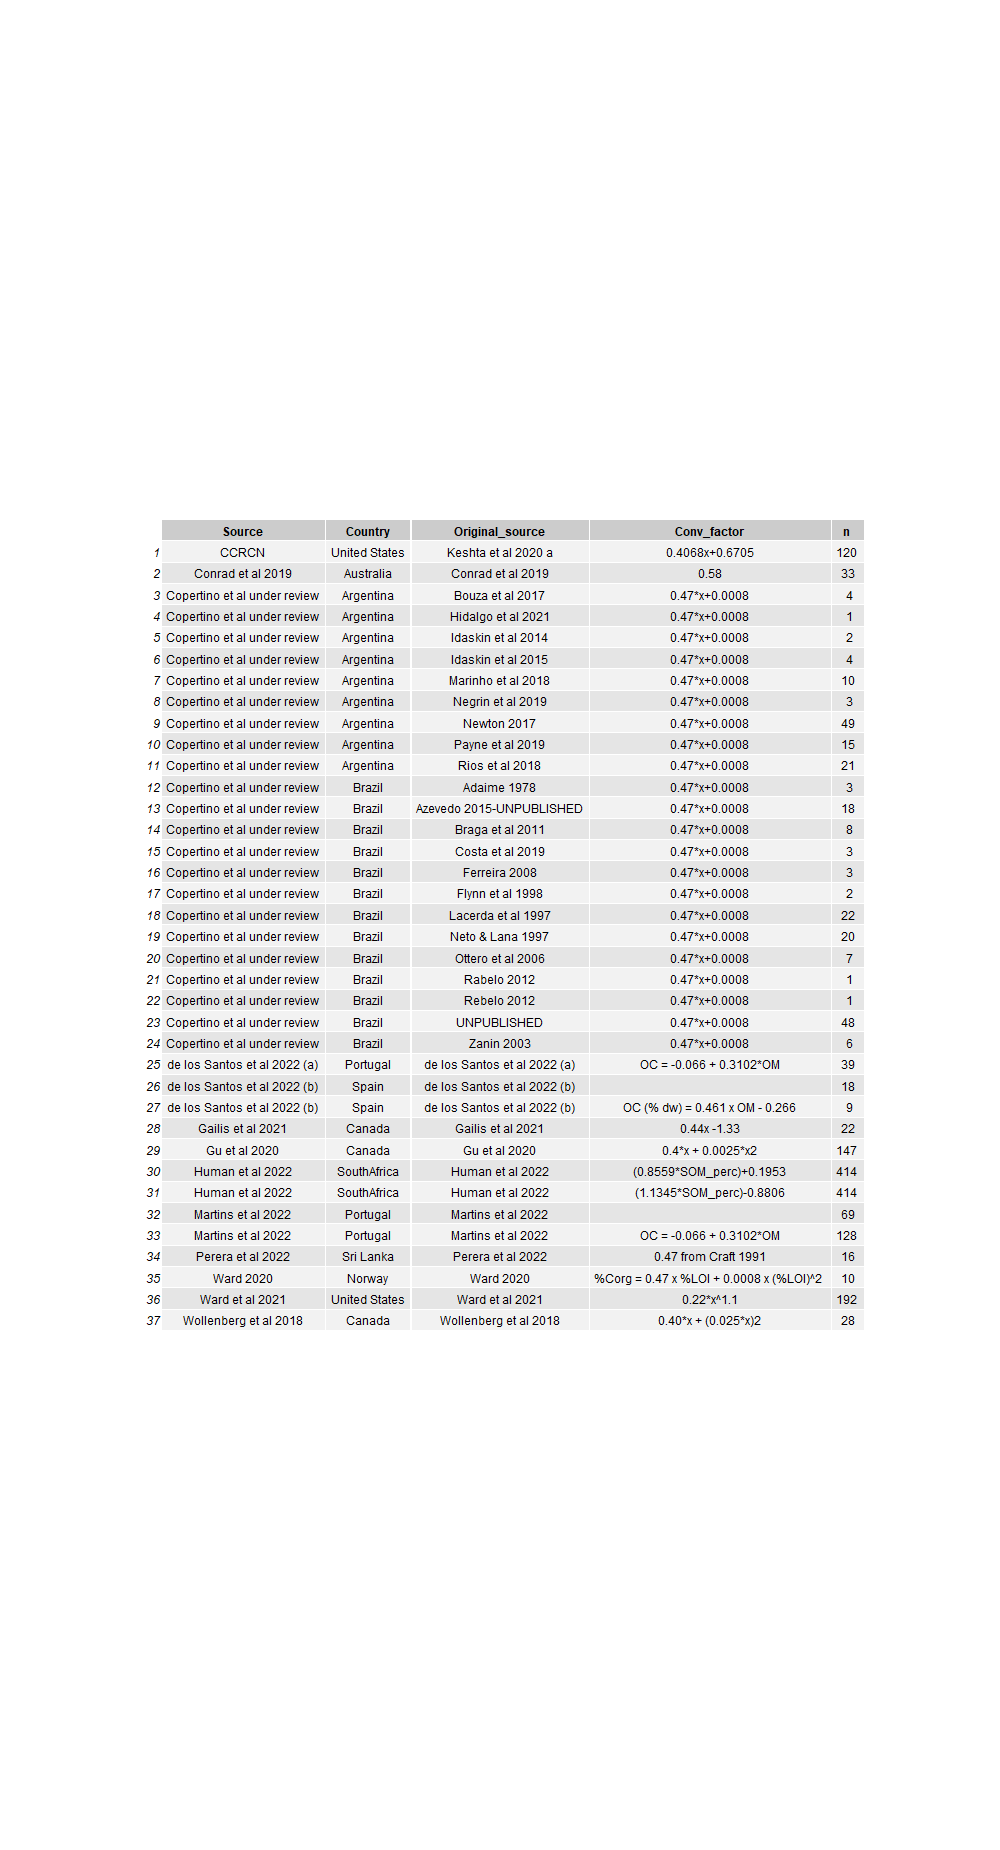 Source Country Original_source Conv_factor n
1 CCRCN United States Keshta et al 2020 a 0.4068x+0.6705 120
2 Conrad et al 2019 Australia Conrad et al 2019 0.58 33
3 Copertino et al under review Argentina Bouza et al 2017 0.47*x+0.0008 4
4 Copertino et al under review Argentina Hidalgo et al 2021 0.47*x+0.0008 1
5 Copertino et al under review Argentina Idaskin et al 2014 0.47*x+0.0008 2
6 Copertino et al under review Argentina Idaskin et al 2015 0.47*x+0.0008 4
7 Copertino et al under review Argentina Marinho et al 2018 0.47*x+0.0008 10
8 Copertino et al under review Argentina Negrin et al 2019 0.47*x+0.0008 3
9 Copertino et al under review Argentina Newton 2017 0.47*x+0.0008 49
10 Copertino et al under review Argentina Payne et al 2019 0.47*x+0.0008 15
11 Copertino et al under review Argentina Rios et al 2018 0.47*x+0.0008 21
12 Copertino et al under review Brazil Adaime 1978 0.47*x+0.0008 3
13 Copertino et al under review Brazil Azevedo 2015-UNPUBLISHED 0.47*x+0.0008 18
14 Copertino et al under review Brazil Braga et al 2011 0.47*x+0.0008 8
15 Copertino et al under review Brazil Costa et al 2019 0.47*x+0.0008 3
16 Copertino et al under review Brazil Ferreira 2008 0.47*x+0.0008 3
17 Copertino et al under review Brazil Flynn et al 1998 0.47*x+0.0008 2
18 Copertino et al under review Brazil Lacerda et al 1997 0.47*x+0.0008 22
19 Copertino et al under review Brazil Neto & Lana 1997 0.47*x+0.0008 20
20 Copertino et al under review Brazil Ottero et al 2006 0.47*x+0.0008 7
21 Copertino et al under review Brazil Rabelo 2012 0.47*x+0.0008 1
22 Copertino et al under review Brazil Rebelo 2012 0.47*x+0.0008 1
23 Copertino et al under review Brazil UNPUBLISHED 0.47*x+0.0008 48
24 Copertino et al under review Brazil Zanin 2003 0.47*x+0.0008 6
25 de los Santos et al 2022 (a) Portugal de los Santos et al 2022 (a) OC = -0.066 + 0.3102*OM 39
26 de los Santos et al 2022 (b) Spain de los Santos et al 2022 (b) 18
27 de los Santos et al 2022 (b) Spain de los Santos et al 2022 (b) OC (% dw) = 0.461 x OM - 0.266 9
28 Gailis et al 2021 Canada Gailis et al 2021 0.44x -1.33 22
29 Gu et al 2020 Canada Gu et al 2020 0.4*x + 0.0025*x2 147
30 Human et al 2022 SouthAfrica Human et al 2022 (0.8559*SOM_perc)+0.1953 414
31 Human et al 2022 SouthAfrica Human et al 2022 (1.1345*SOM_perc)-0.8806 414
32 Martins et al 2022 Portugal Martins et al 2022 69
33 Martins et al 2022 Portugal Martins et al 2022 OC = -0.066 + 0.3102*OM 128
34 Perera et al 2022 Sri Lanka Perera et al 2022 0.47 from Craft 1991 16
35 Ward 2020 Norway Ward 2020 %Corg = 0.47 x %LOI + 0.0008 x (%LOI)^2 10
36 Ward et al 2021 United States Ward et al 2021 0.22*x^1.1 192
37 Wollenberg et al 2018 Canada Wollenberg et al 2018 0.40*x + (0.025*x)2 28